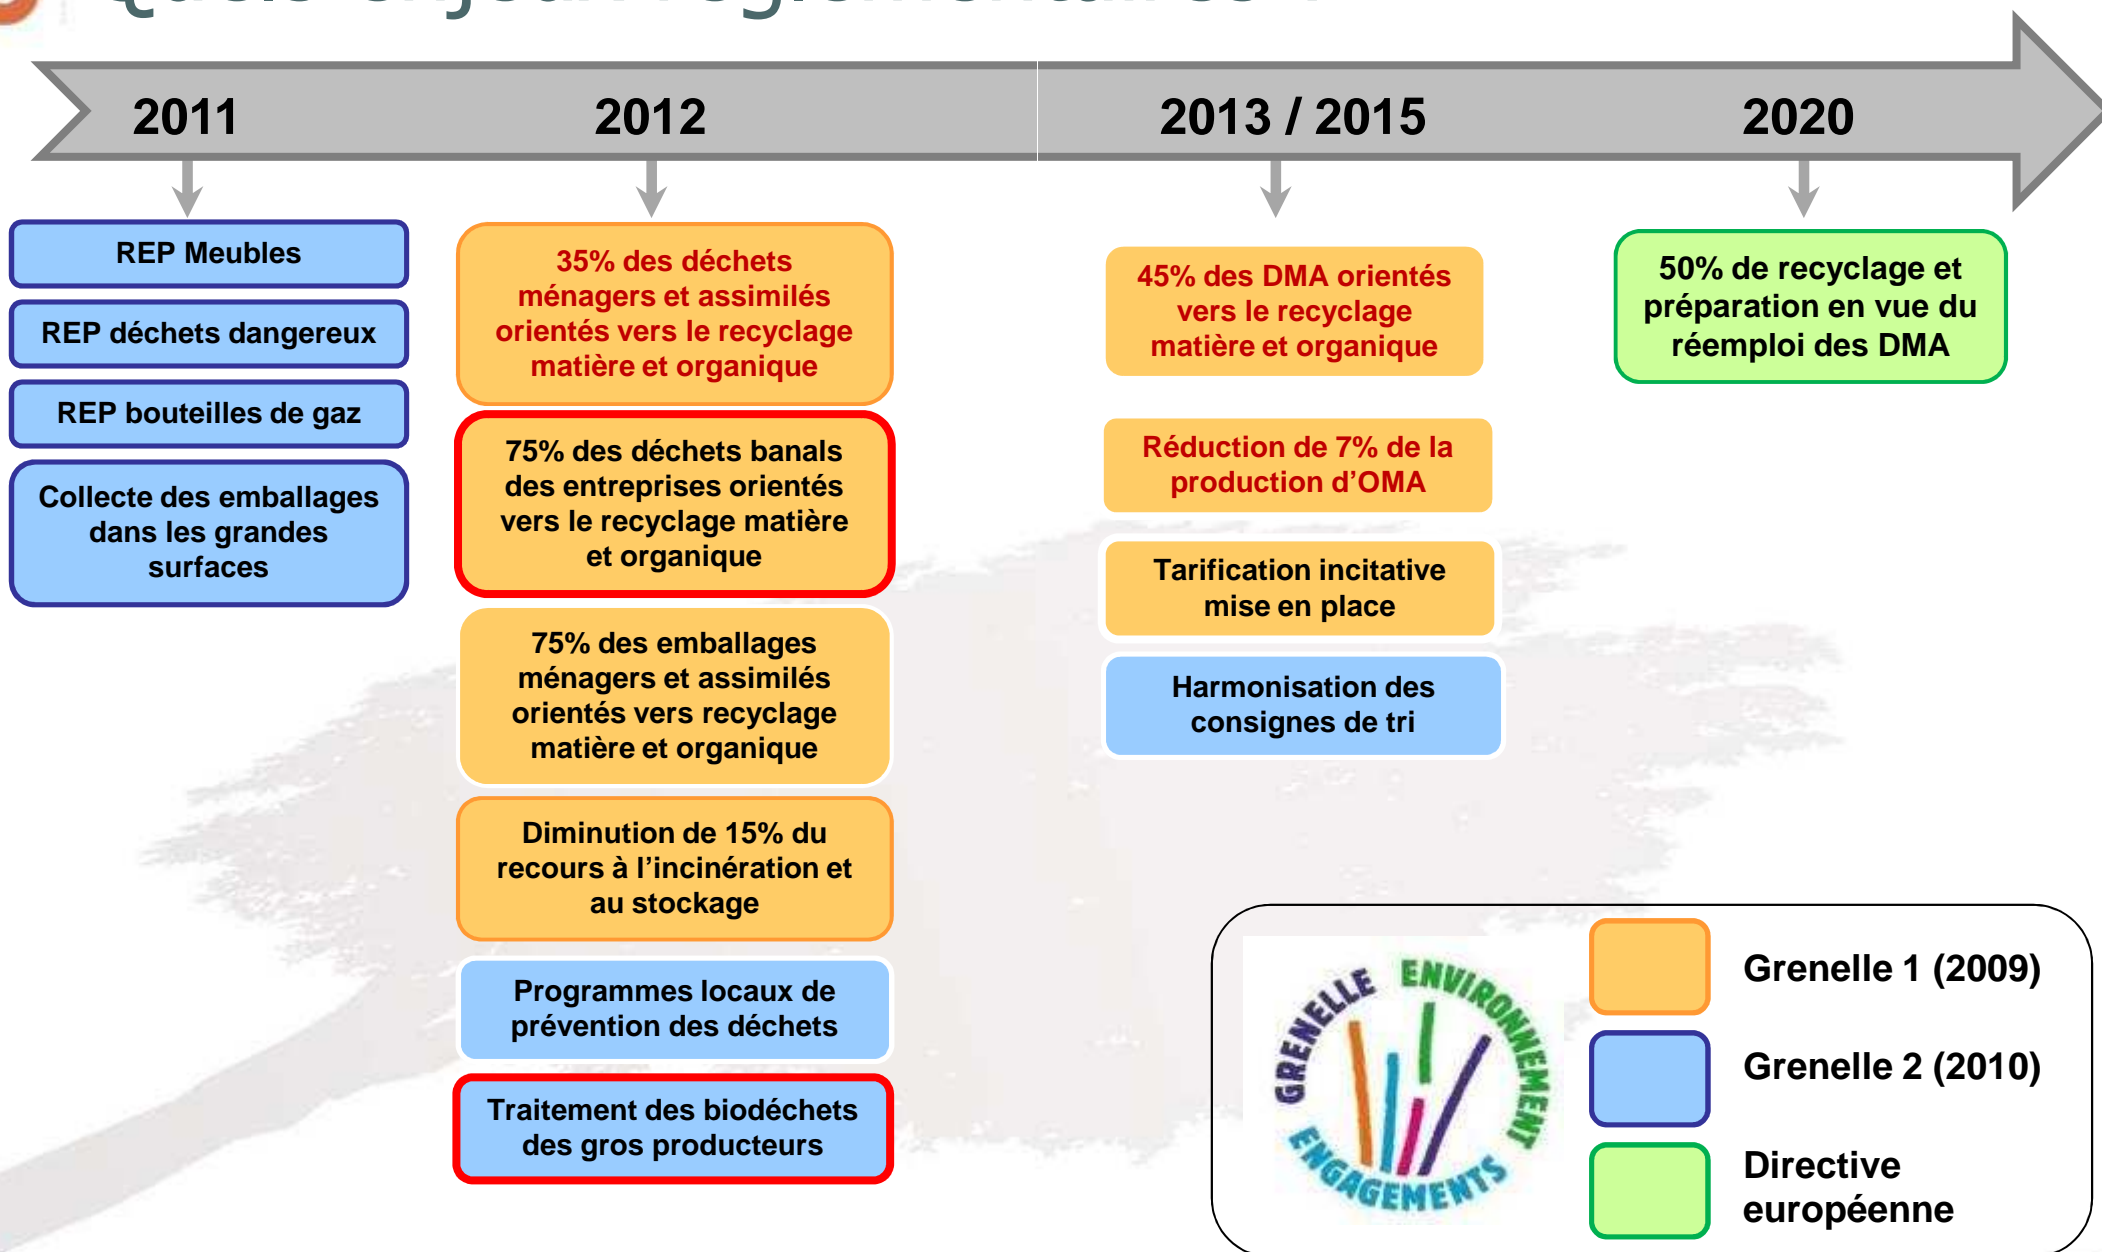 Quels enjeux réglementaires ?
2011
2012
2013 / 2015
2020
REP Meubles
REP déchets dangereux
REP bouteilles de gaz
Collecte des emballages
dans les grandes
surfaces
35% des déchets
ménagers et assimilés
orientés vers le recyclage
matière et organique
75% des déchets banals
des entreprises orientés
vers le recyclage matière
et organique
75% des emballages
ménagers et assimilés
orientés vers recyclage
matière et organique
Diminution de 15% du
recours à l’incinération et
au stockage
Programmes locaux de
prévention des déchets
Traitement des biodéchets
des gros producteurs
45% des DMA orientés
vers le recyclage
matière et organique
Réduction de 7% de la
production d’OMA
Tarification incitative
mise en place
Harmonisation des
consignes de tri
50% de recyclage et
préparation en vue du
réemploi des DMA
GRENELLE ENVIRONNEMENT
ENGAGEMENTS
Grenelle 1 (2009)
Grenelle 2 (2010)
Directive
européenne